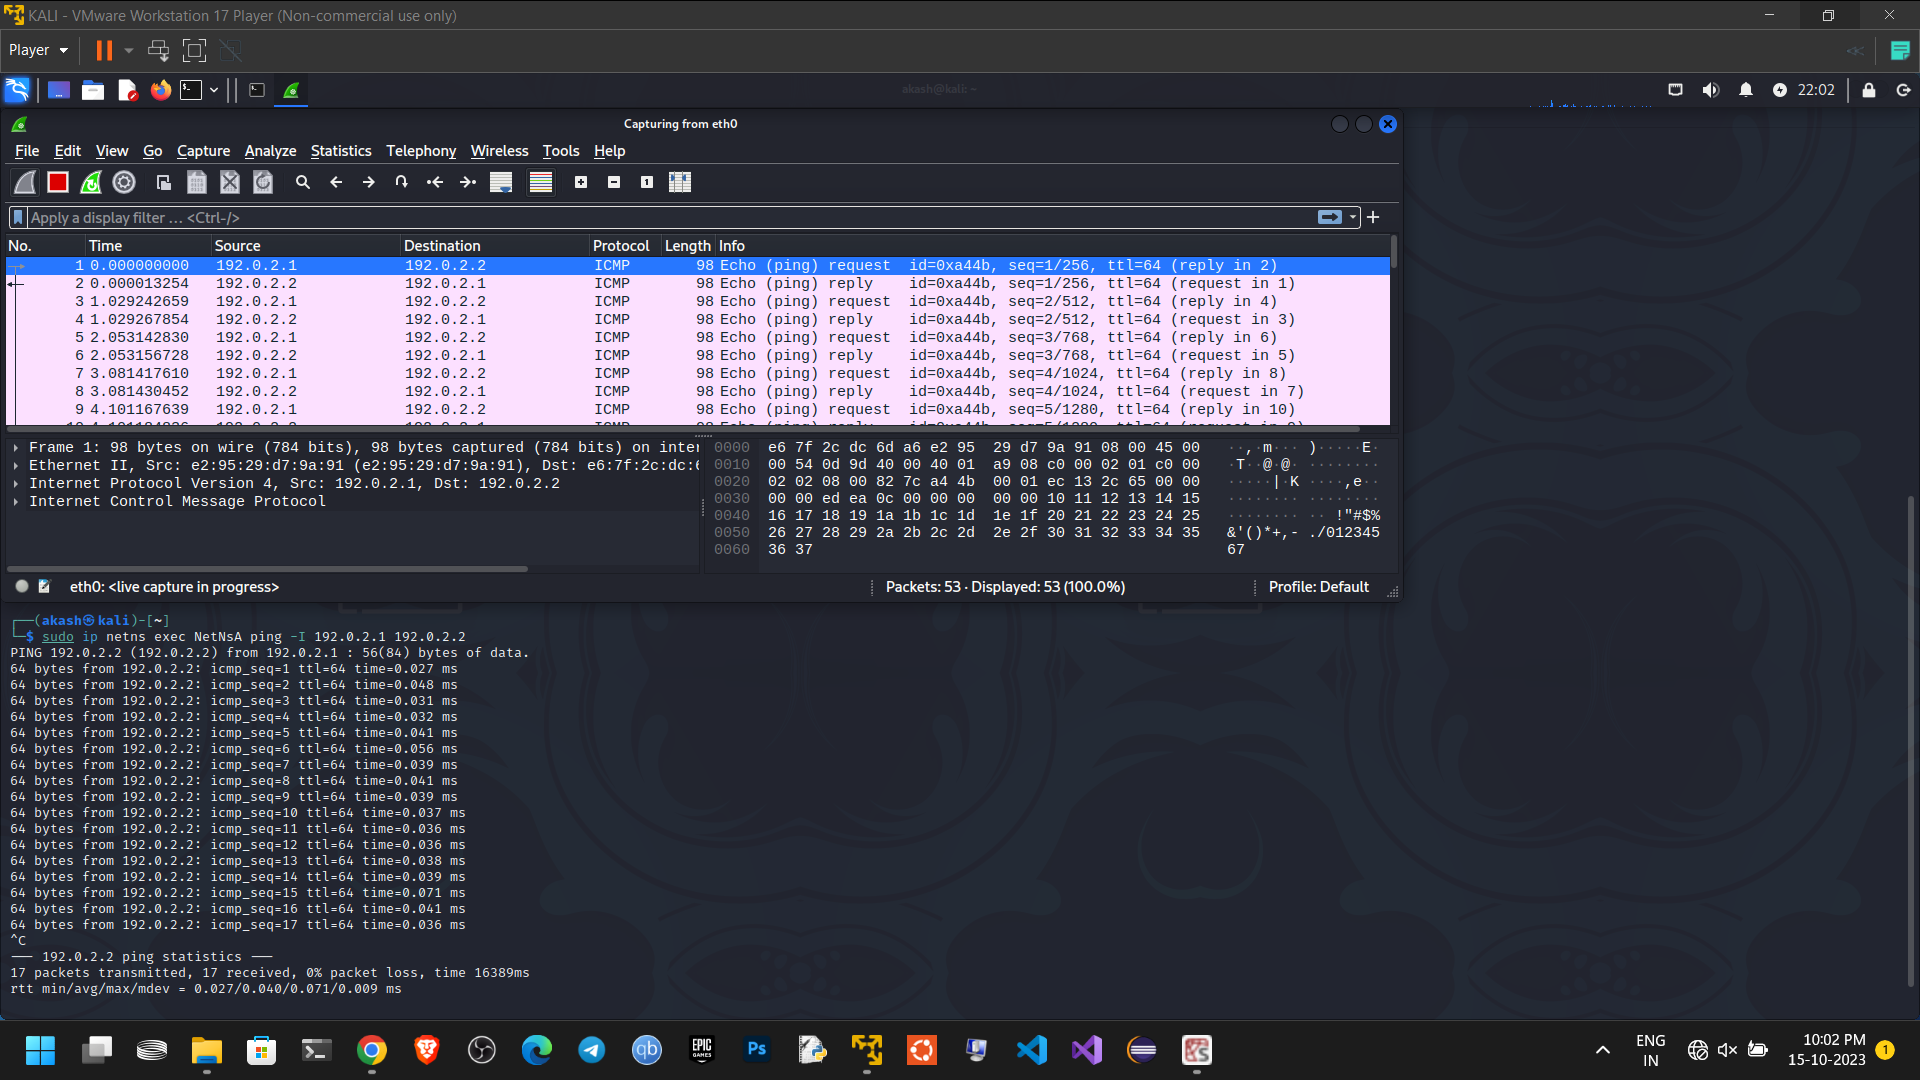 KALI - VMware Workstation 17 Player (Non-commercial use only)
Player
akash@kali: ~
22:02
Capturing from eth0
File Edit View Go Capture Analyze Statistics Telephony Wireless Tools Help
Apply a display filter … <Ctrl-/>
No. Time Source Destination Protocol Length Info
1 0.000000000 192.0.2.1 192.0.2.2 ICMP 98 Echo (ping) request id=0xa44b, seq=1/256, ttl=64 (reply in 2)
2 0.000013254 192.0.2.2 192.0.2.1 ICMP 98 Echo (ping) reply id=0xa44b, seq=1/256, ttl=64 (request in 1)
3 1.029242659 192.0.2.1 192.0.2.2 ICMP 98 Echo (ping) request id=0xa44b, seq=2/512, ttl=64 (reply in 4)
4 1.029267854 192.0.2.2 192.0.2.1 ICMP 98 Echo (ping) reply id=0xa44b, seq=2/512, ttl=64 (request in 3)
5 2.053142830 192.0.2.1 192.0.2.2 ICMP 98 Echo (ping) request id=0xa44b, seq=3/768, ttl=64 (reply in 6)
6 2.053156728 192.0.2.2 192.0.2.1 ICMP 98 Echo (ping) reply id=0xa44b, seq=3/768, ttl=64 (request in 5)
7 3.081417610 192.0.2.1 192.0.2.2 ICMP 98 Echo (ping) request id=0xa44b, seq=4/1024, ttl=64 (reply in 8)
8 3.081430452 192.0.2.2 192.0.2.1 ICMP 98 Echo (ping) reply id=0xa44b, seq=4/1024, ttl=64 (request in 7)
9 4.101167639 192.0.2.1 192.0.2.2 ICMP 98 Echo (ping) request id=0xa44b, seq=5/1280, ttl=64 (reply in 10)
Frame 1: 98 bytes on wire (784 bits), 98 bytes captured (784 bits) on inter
Ethernet II, Src: e2:95:29:d7:9a:91 (e2:95:29:d7:9a:91), Dst: e6:7f:2c:dc:6
Internet Protocol Version 4, Src: 192.0.2.1, Dst: 192.0.2.2
Internet Control Message Protocol
0000 e6 7f 2c dc 6d a6 e2 95 29 d7 9a 91 08 00 45 00 ··,·m··· )·····E·
0010 00 54 0d 9d 40 00 40 01 a9 08 c0 00 02 01 c0 00 ·T··@·@· ········
0020 02 02 08 00 82 7c a4 4b 00 01 ec 13 2c 65 00 00 ·····|·K ····,e··
0030 00 00 ed ea 0c 00 00 00 00 00 10 11 12 13 14 15 ········ ········
0040 16 17 18 19 1a 1b 1c 1d 1e 1f 20 21 22 23 24 25 ········ ·· !"#$%
0050 26 27 28 29 2a 2b 2c 2d 2e 2f 30 31 32 33 34 35 &'()*+,- ./012345
0060 36 37 67
eth0: <live capture in progress> Packets: 53 · Displayed: 53 (100.0%) Profile: Default
┌──(akash㉿kali)-[~]
└─$ sudo ip netns exec NetNsA ping -I 192.0.2.1 192.0.2.2
PING 192.0.2.2 (192.0.2.2) from 192.0.2.1 : 56(84) bytes of data.
64 bytes from 192.0.2.2: icmp_seq=1 ttl=64 time=0.027 ms
64 bytes from 192.0.2.2: icmp_seq=2 ttl=64 time=0.048 ms
64 bytes from 192.0.2.2: icmp_seq=3 ttl=64 time=0.031 ms
64 bytes from 192.0.2.2: icmp_seq=4 ttl=64 time=0.032 ms
64 bytes from 192.0.2.2: icmp_seq=5 ttl=64 time=0.041 ms
64 bytes from 192.0.2.2: icmp_seq=6 ttl=64 time=0.056 ms
64 bytes from 192.0.2.2: icmp_seq=7 ttl=64 time=0.039 ms
64 bytes from 192.0.2.2: icmp_seq=8 ttl=64 time=0.041 ms
64 bytes from 192.0.2.2: icmp_seq=9 ttl=64 time=0.039 ms
64 bytes from 192.0.2.2: icmp_seq=10 ttl=64 time=0.037 ms
64 bytes from 192.0.2.2: icmp_seq=11 ttl=64 time=0.036 ms
64 bytes from 192.0.2.2: icmp_seq=12 ttl=64 time=0.036 ms
64 bytes from 192.0.2.2: icmp_seq=13 ttl=64 time=0.038 ms
64 bytes from 192.0.2.2: icmp_seq=14 ttl=64 time=0.039 ms
64 bytes from 192.0.2.2: icmp_seq=15 ttl=64 time=0.071 ms
64 bytes from 192.0.2.2: icmp_seq=16 ttl=64 time=0.041 ms
64 bytes from 192.0.2.2: icmp_seq=17 ttl=64 time=0.036 ms
^C
--- 192.0.2.2 ping statistics ---
17 packets transmitted, 17 received, 0% packet loss, time 16389ms
rtt min/avg/max/mdev = 0.027/0.040/0.071/0.009 ms
qb
EPIC GAMES
Ps
ENG
IN
10:02 PM
15-10-2023
1